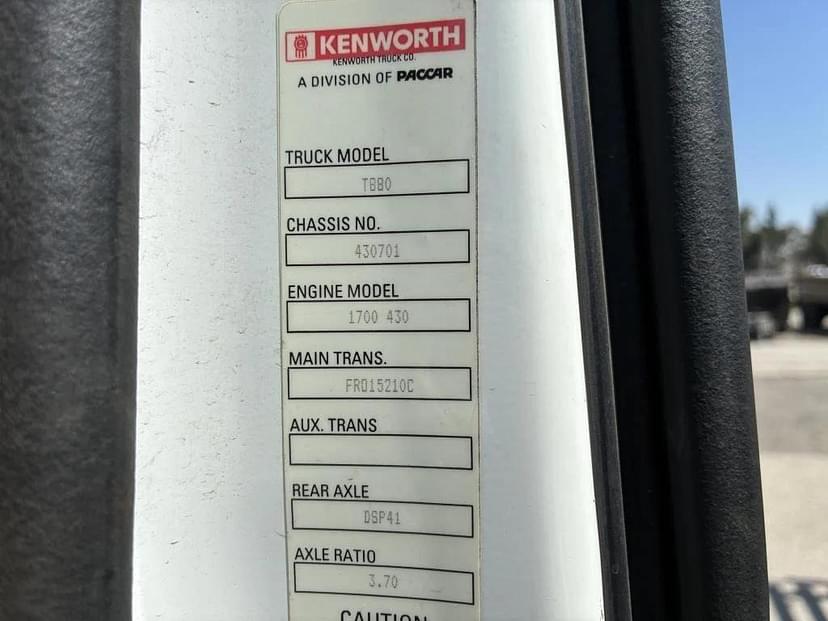 KENWORTH
KENWORTH TRUCK CO.
A DIVISION OF PACCAR
TRUCK MODEL
T880
CHASSIS NO.
430701
ENGINE MODEL
1700 430
MAIN TRANS.
FRO15210C
AUX. TRANS
REAR AXLE
DSP41
AXLE RATIO
3.70
CAUTION